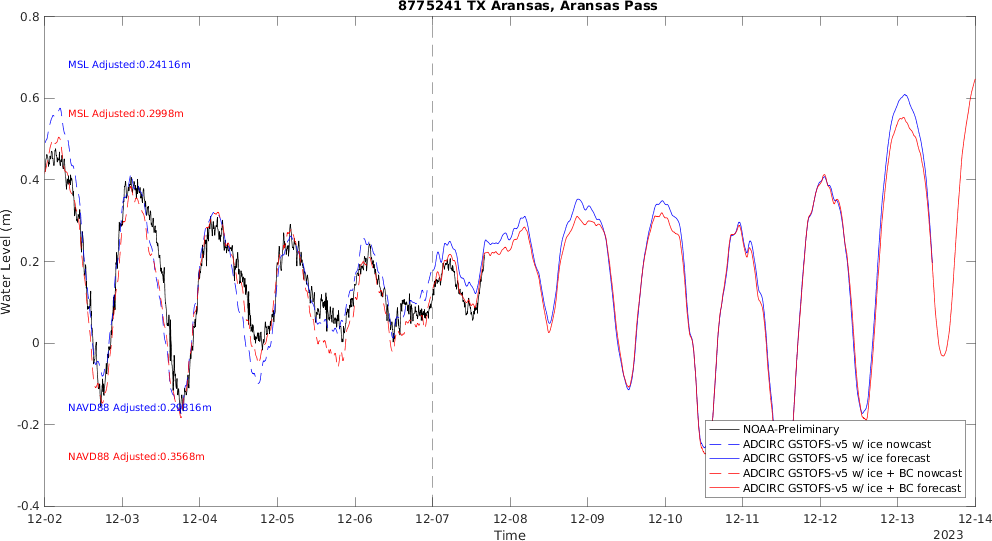 8775241 TX Aransas, Aransas Pass
Water Level (m)
0.8
0.6
0.4
0.2
0
-0.2
-0.4
MSL Adjusted:0.24116m
MSL Adjusted:0.2998m
NAVD88 Adjusted:0.29816m
NAVD88 Adjusted:0.3568m
NOAA-Preliminary
ADCIRC GSTOFS-v5 w/ ice nowcast
ADCIRC GSTOFS-v5 w/ ice forecast
ADCIRC GSTOFS-v5 w/ ice + BC nowcast
ADCIRC GSTOFS-v5 w/ ice + BC forecast
12-02 12-03 12-04 12-05 12-06 12-07 12-08 12-09 12-10 12-11 12-12 12-13 12-14
Time
2023